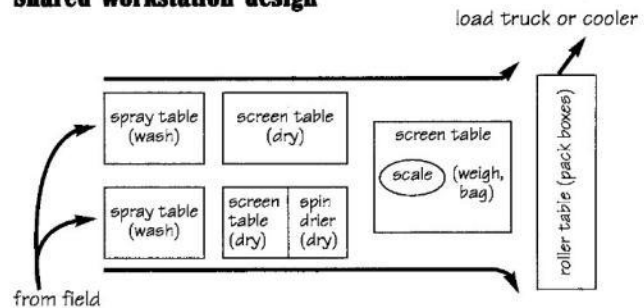 shared workstation design
load truck or cooler
spray table
(wash)
screen table
(dry)
screen table
scale
(weigh,
bag)
roller table (pack boxes)
spray table
(wash)
screen
table
(dry)
spin
drier
(dry)
from field